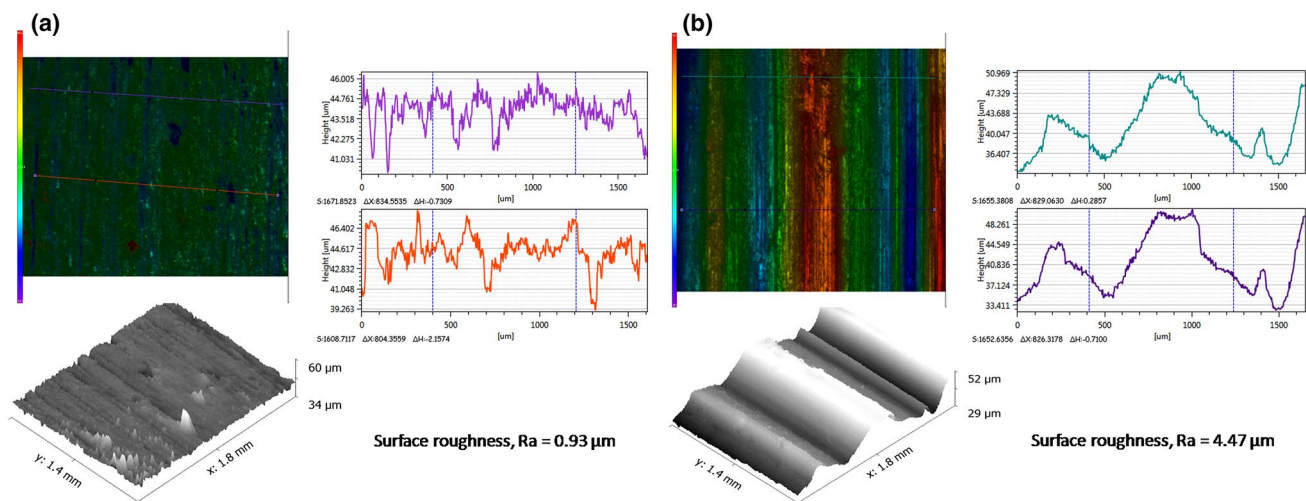 (a)
46.005
44.761
43.518
42.275
41.031
Height [um]
0 500 1000 1500
[um]
S:1671.8523 ΔX:834.5535 ΔH:-0.7309
46.402
44.617
42.832
41.048
39.263
Height [um]
0 500 1000 1500
[um]
S:1608.7117 ΔX:804.3559 ΔH:-2.1574
60 µm
34 µm
y: 1.4 mm
x: 1.8 mm
Surface roughness, Ra = 0.93 µm
(b)
50.969
47.329
43.688
40.047
36.407
Height [um]
0 500 1000 1500
[um]
S:1655.3808 ΔX:829.0630 ΔH:0.2857
48.261
44.549
40.836
37.124
33.411
Height [um]
0 500 1000 1500
[um]
S:1652.6356 ΔX:826.3178 ΔH:-0.7100
52 µm
29 µm
y: 1.4 mm
x: 1.8 mm
Surface roughness, Ra = 4.47 µm